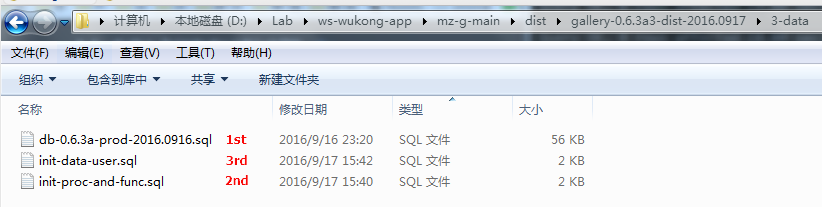 计算机 ▸ 本地磁盘 (D:) ▸ Lab ▸ ws-wukong-app ▸ mz-g-main ▸ dist ▸ gallery-0.6.3a3-dist-2016.0917 ▸ 3-data
文件(F) 编辑(E) 查看(V) 工具(T) 帮助(H)
组织 包含到库中 共享 新建文件夹
名称 修改日期 类型 大小
db-0.6.3a-prod-2016.0916.sql 1st 2016/9/16 23:20 SQL 文件 56 KB
init-data-user.sql 3rd 2016/9/17 15:42 SQL 文件 2 KB
init-proc-and-func.sql 2nd 2016/9/17 15:40 SQL 文件 2 KB